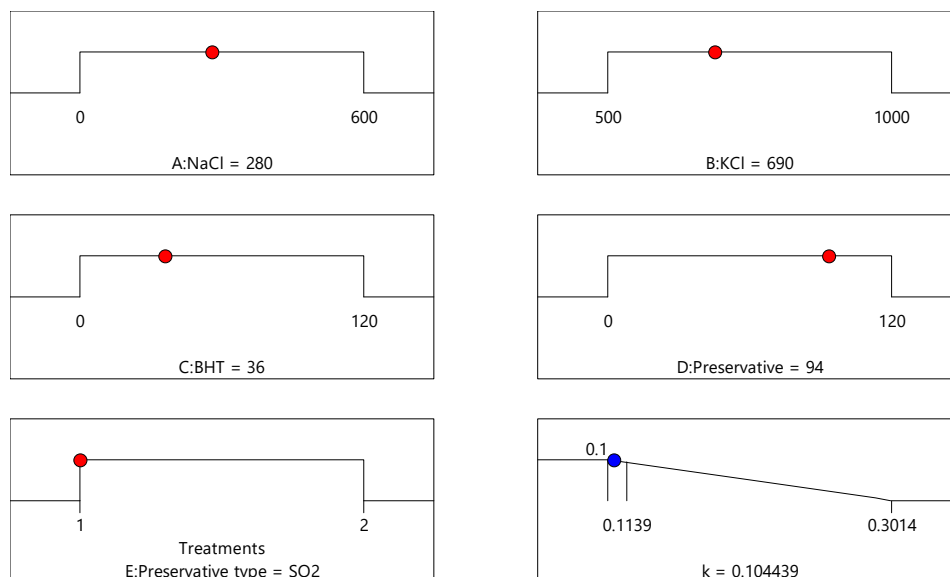 0 600
A:NaCl = 280
500 1000
B:KCl = 690
0 120
C:BHT = 36
0 120
D:Preservative = 94
1 2
Treatments
E:Preservative type = SO2
0.1
0.1139 0.3014
k = 0.104439